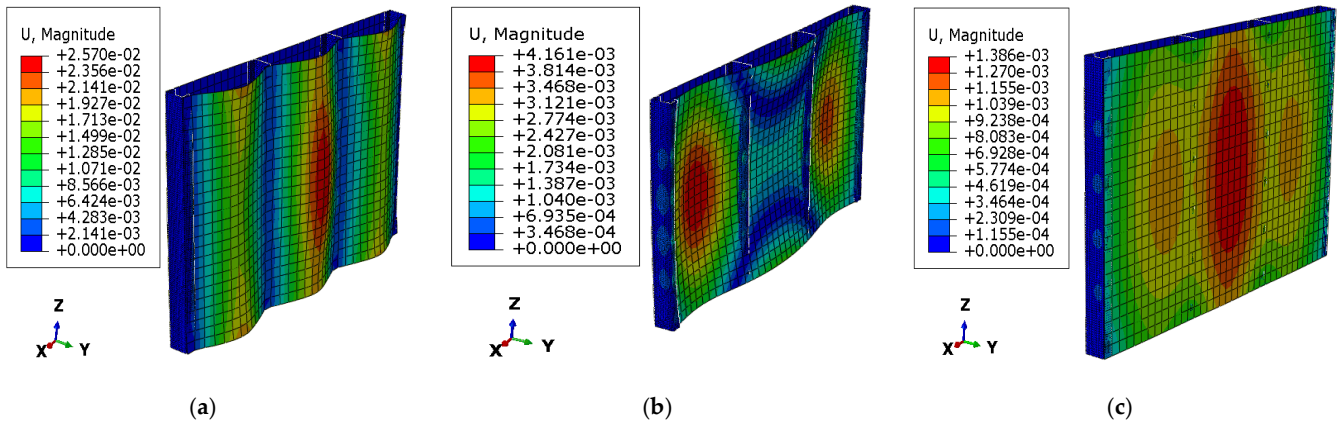 U, Magnitude
+2.570e-02
+2.356e-02
+2.141e-02
+1.927e-02
+1.713e-02
+1.499e-02
+1.285e-02
+1.071e-02
+8.566e-03
+6.424e-03
+4.283e-03
+2.141e-03
+0.000e+00
Z
X
Y
(a)
U, Magnitude
+4.161e-03
+3.814e-03
+3.468e-03
+3.121e-03
+2.774e-03
+2.427e-03
+2.081e-03
+1.734e-03
+1.387e-03
+1.040e-03
+6.935e-04
+3.468e-04
+0.000e+00
Z
X
Y
(b)
U, Magnitude
+1.386e-03
+1.270e-03
+1.155e-03
+1.039e-03
+9.238e-04
+8.083e-04
+6.928e-04
+5.774e-04
+4.619e-04
+3.464e-04
+2.309e-04
+1.155e-04
+0.000e+00
Z
X
Y
(c)